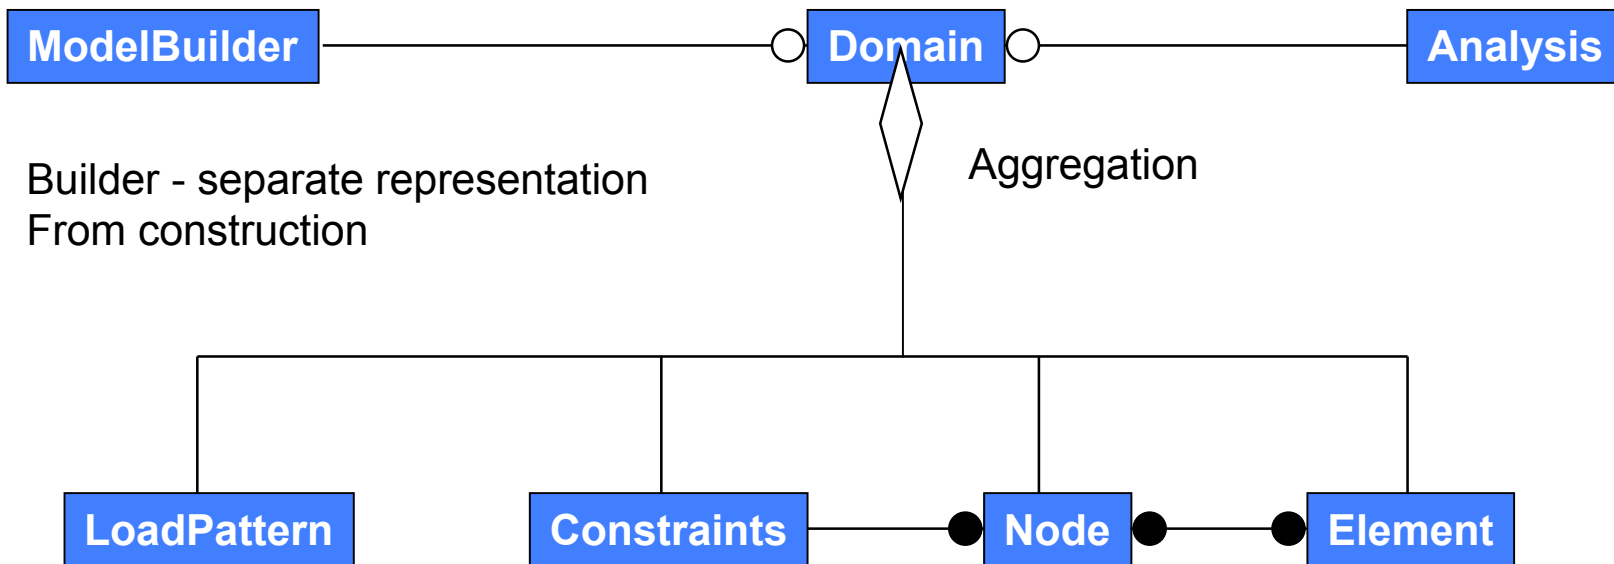 ModelBuilder
Domain
Analysis
Builder - separate representation
From construction
Aggregation
LoadPattern
Constraints
Node
Element